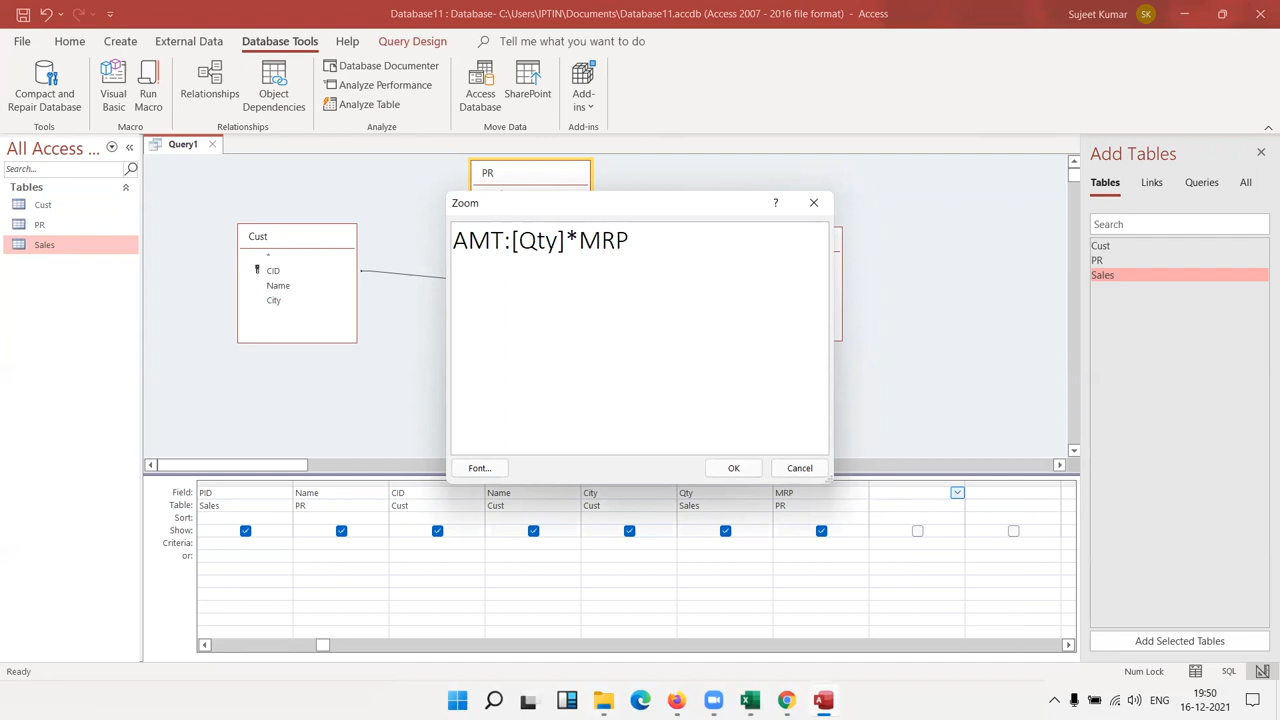 Database11 : Database- C:\Users\IPTIN\Documents\Database11.accdb (Access 2007 - 2016 file format) - Access
Sujeet Kumar
SK
File Home Create External Data Database Tools Help Query Design Tell me what you want to do
Compact and Repair Database
Visual Basic
Run Macro
Relationships
Object Dependencies
Database Documenter
Analyze Performance
Analyze Table
Access Database
SharePoint
Add-ins
Tools Macro Relationships Analyze Move Data Add-ins
All Access ...
Search...
Tables
Cust
PR
Sales
Query1
PR
Cust
*
CID
Name
City
Zoom
AMT:[Qty]*MRP
Font...
OK
Cancel
Add Tables
Tables Links Queries All
Search
Cust
PR
Sales
Add Selected Tables
Field: PID Name CID Name City Qty MRP
Table: Sales PR Cust Cust Cust Sales PR
Sort:
Show:
Criteria:
or:
Ready
Num Lock
SQL
ENG
19:50
16-12-2021